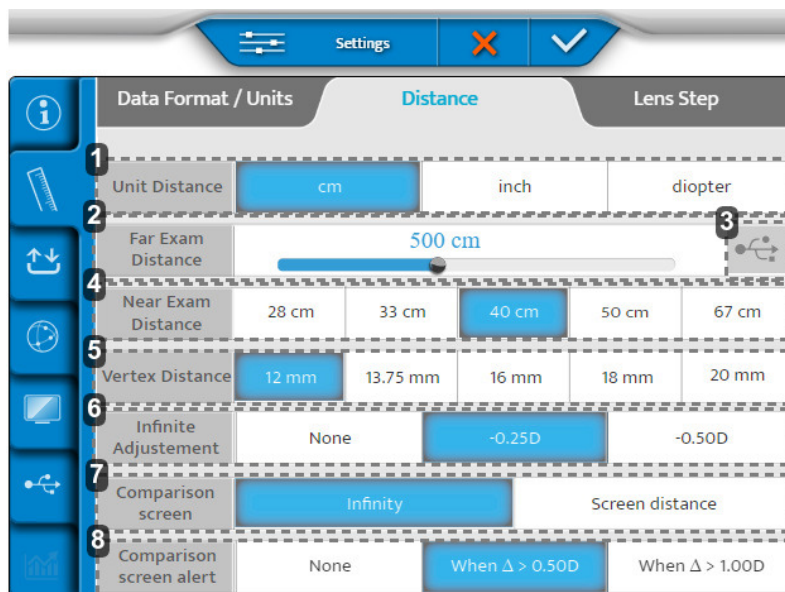 Settings
Data Format / Units Distance Lens Step
1
Unit Distance cm inch diopter
2
3
Far Exam
Distance
500 cm
4
Near Exam
Distance
28 cm 33 cm 40 cm 50 cm 67 cm
5
Vertex Distance 12 mm 13.75 mm 16 mm 18 mm 20 mm
6
Infinite
Adjustement
None -0.25D -0.50D
7
Comparison
screen
Infinity Screen distance
8
Comparison
screen alert
None When Δ > 0.50D When Δ > 1.00D